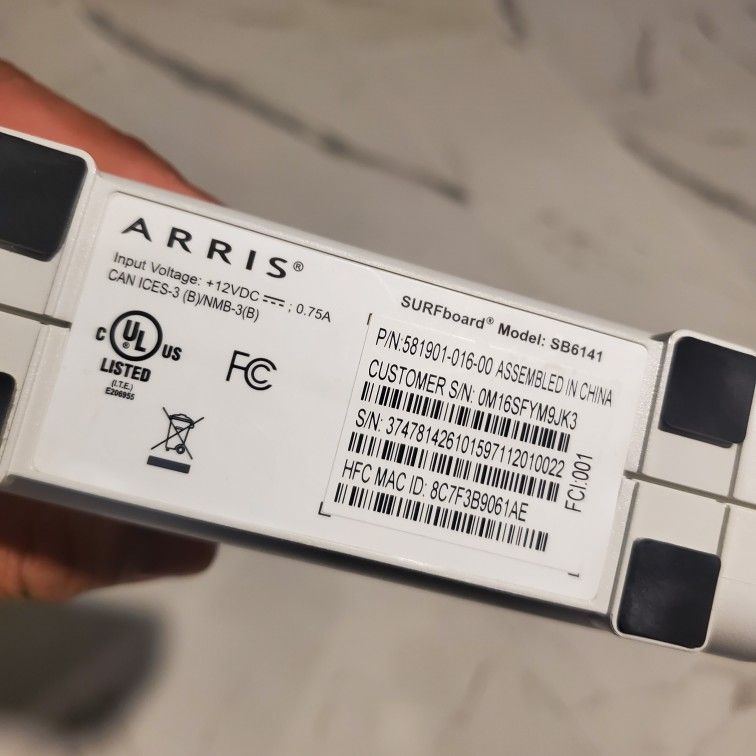 ARRIS®
Input Voltage: +12VDC ⎓ ; 0.75A
CAN ICES-3 (B)/NMB-3(B)
C UL US
LISTED
(I.T.E.)
E206955
FC
SURFboard® Model: SB6141
P/N:581901-016-00 ASSEMBLED IN CHINA
CUSTOMER S/N: 0M16SFYM9JK3
S/N: 374781426101597112010022
HFC MAC ID: 8C7F3B9061AE
FCI:001